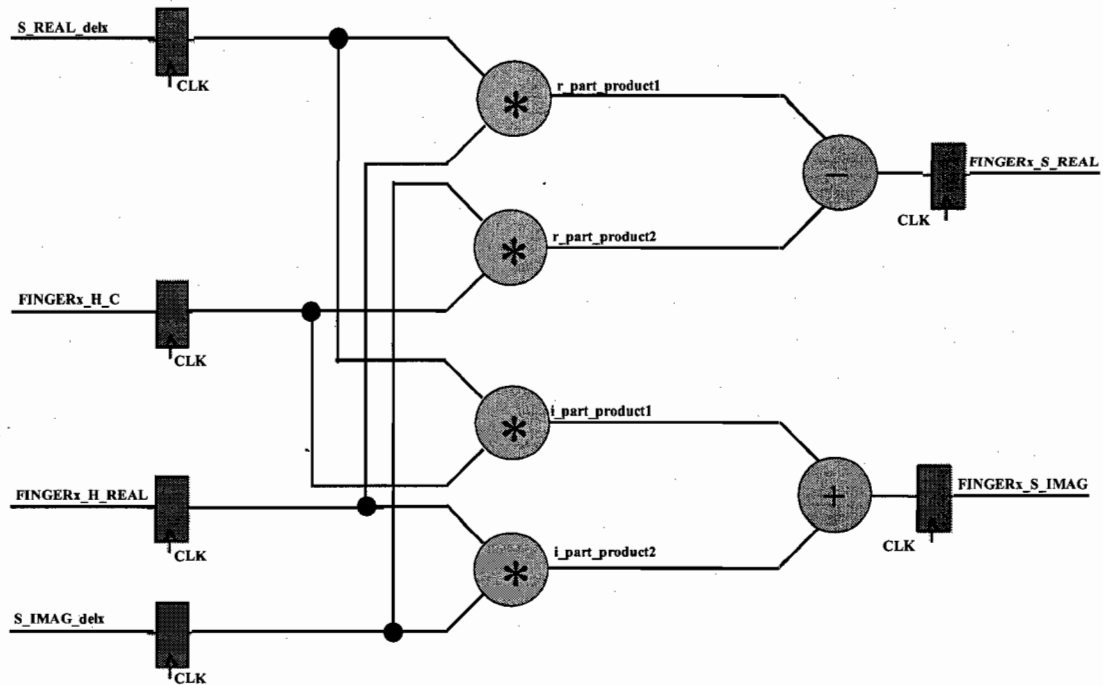 S_REAL_delx
CLK
*
r_part_product1
-
FINGERx_S_REAL
CLK
*
r_part_product2
FINGERx_H_C
CLK
*
i_part_product1
FINGERx_H_REAL
CLK
+
FINGERx_S_IMAG
CLK
*
i_part_product2
S_IMAG_delx
CLK